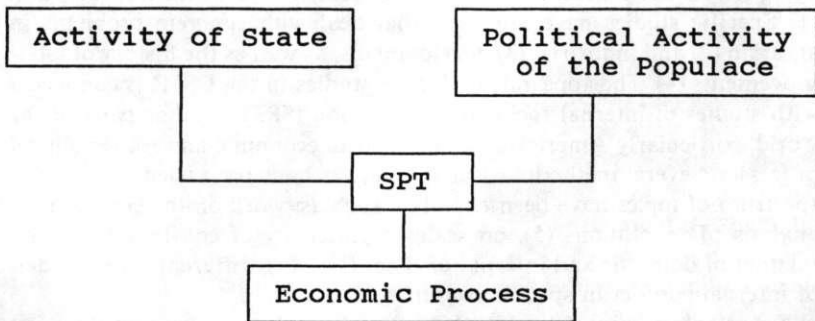 Activity of State
Political Activity
of the Populace
SPT
Economic Process